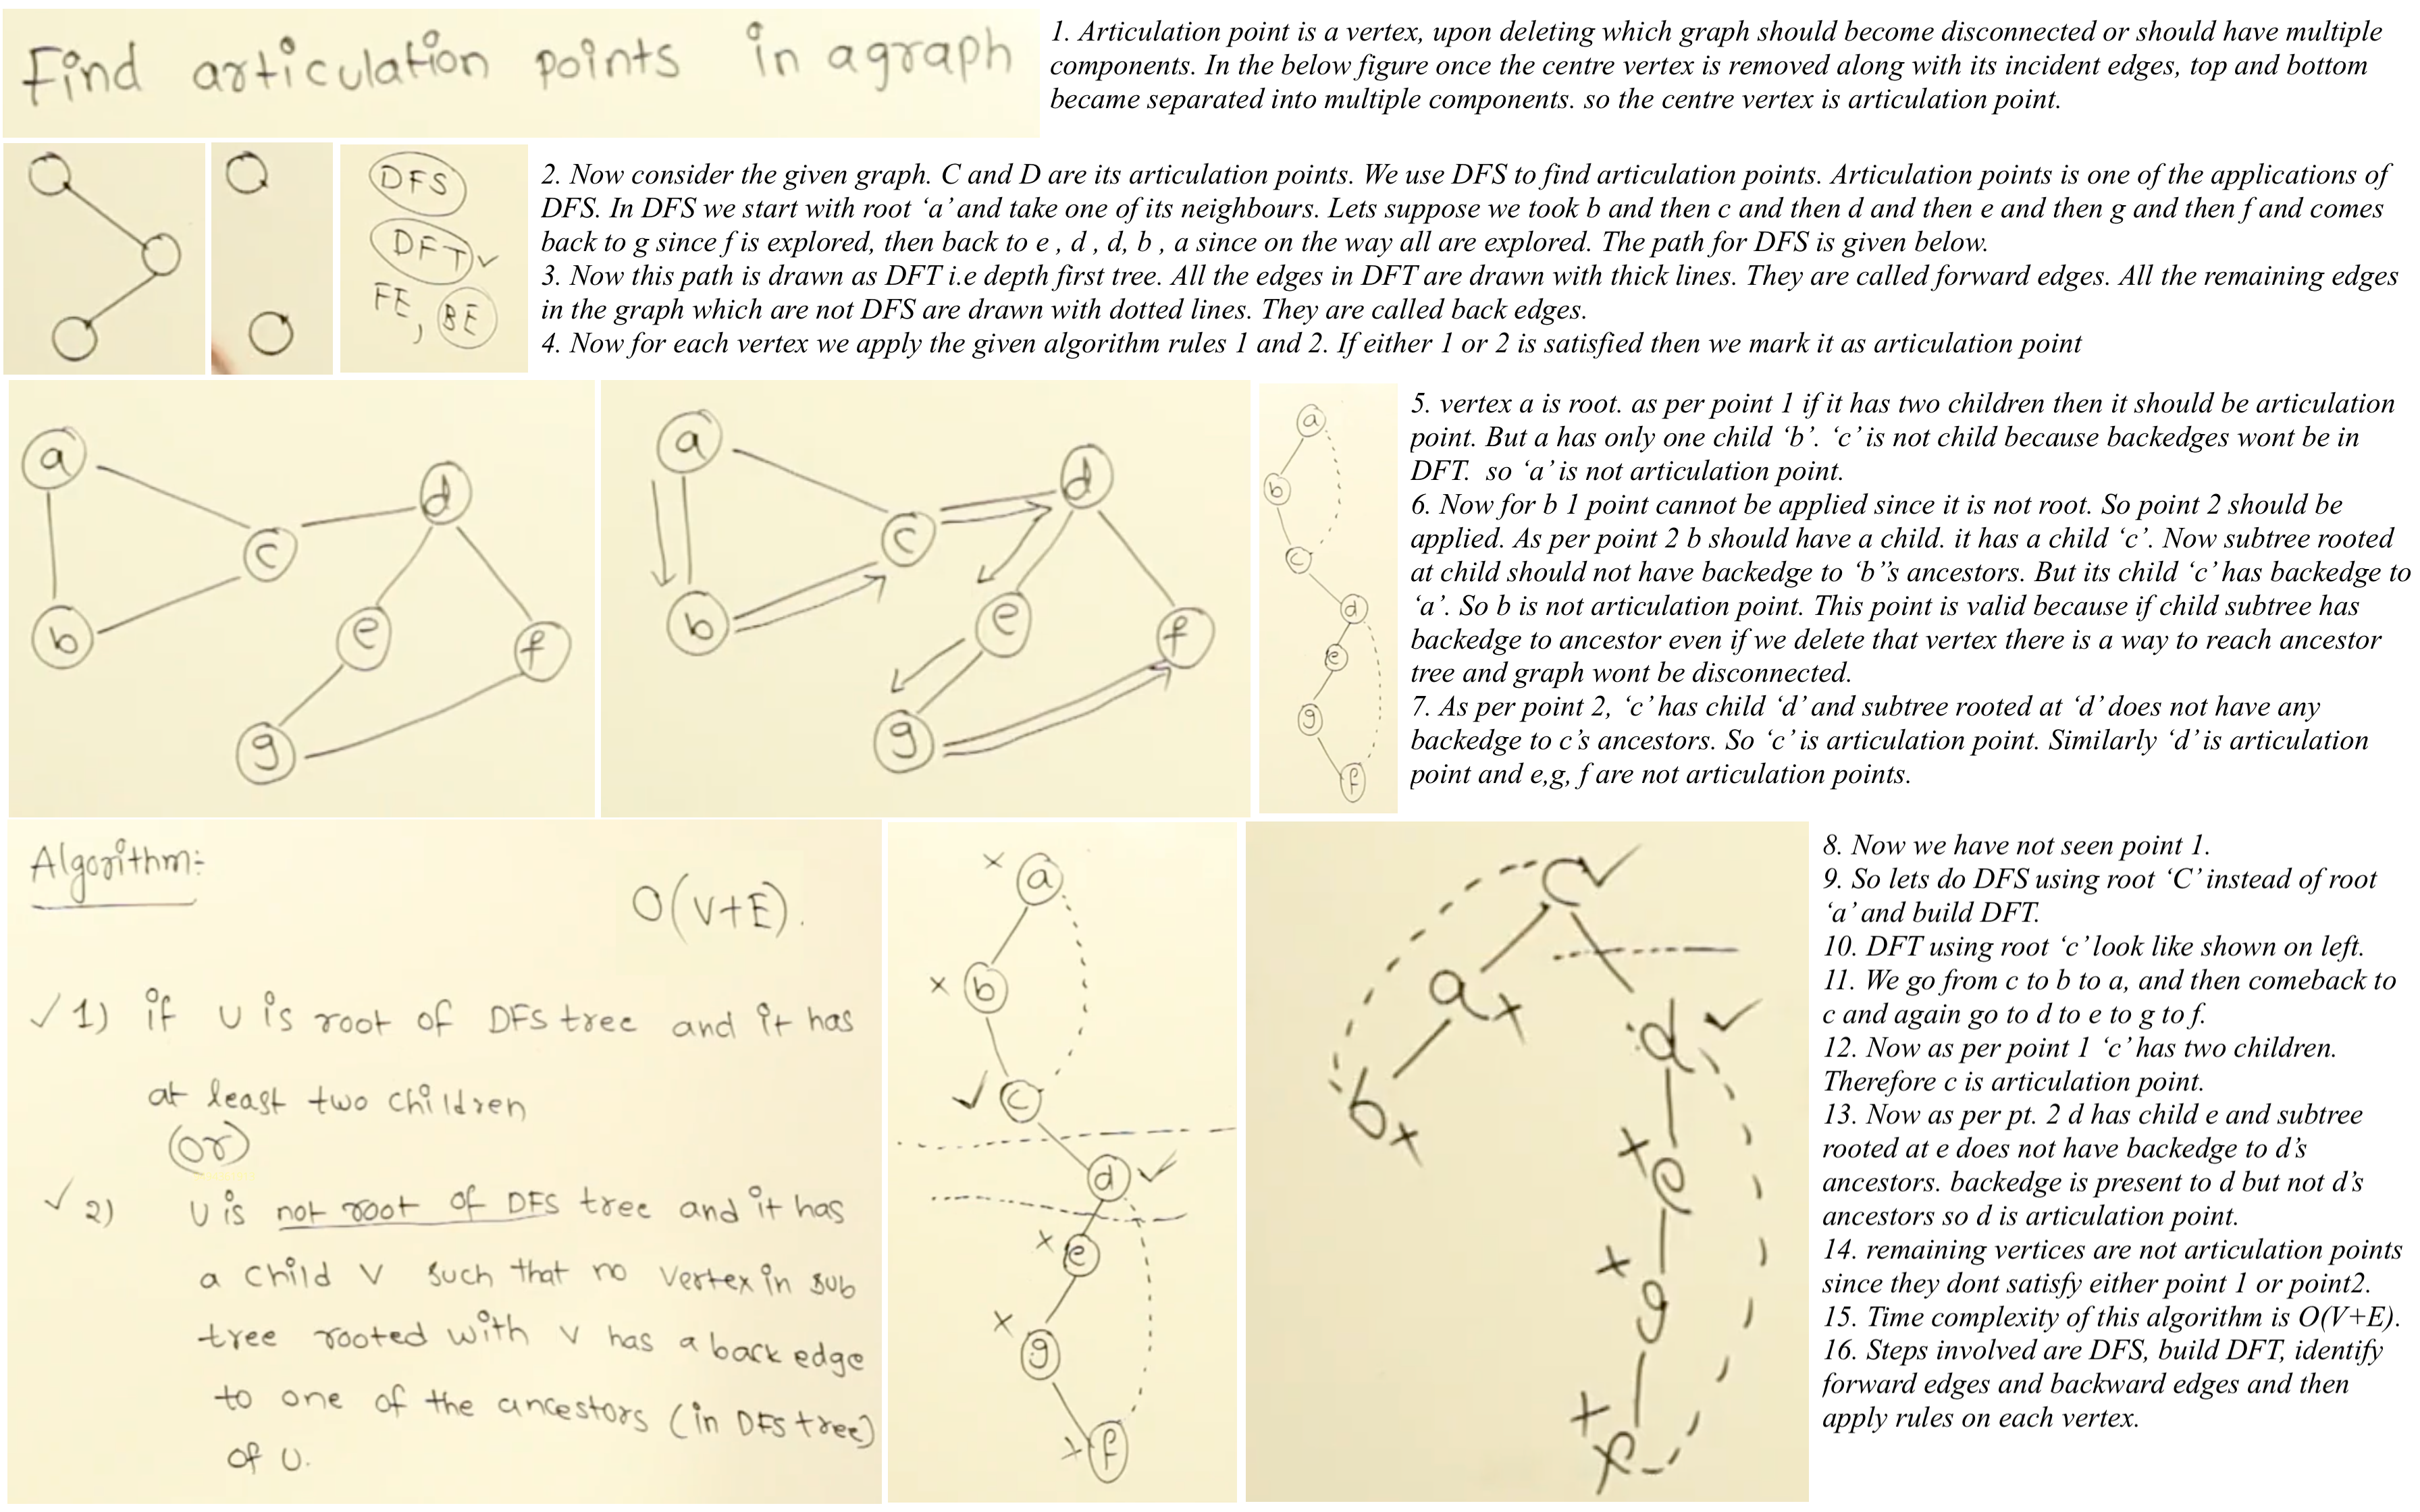 Find articulation points in a graph
1. Articulation point is a vertex, upon deleting which graph should become disconnected or should have multiple
components. In the below figure once the centre vertex is removed along with its incident edges, top and bottom
became separated into multiple components. so the centre vertex is articulation point.
DFS
DFT ✓
FE, BE
2. Now consider the given graph. C and D are its articulation points. We use DFS to find articulation points. Articulation points is one of the applications of
DFS. In DFS we start with root ‘a’ and take one of its neighbours. Lets suppose we took b and then c and then d and then e and then g and then f and comes
back to g since f is explored, then back to e , d , d, b , a since on the way all are explored. The path for DFS is given below.
3. Now this path is drawn as DFT i.e depth first tree. All the edges in DFT are drawn with thick lines. They are called forward edges. All the remaining edges
in the graph which are not DFS are drawn with dotted lines. They are called back edges.
4. Now for each vertex we apply the given algorithm rules 1 and 2. If either 1 or 2 is satisfied then we mark it as articulation point
a
d
c
b
e
f
g
a
d
c
b
e
f
g
a
b
c
d
e
g
f
5. vertex a is root. as per point 1 if it has two children then it should be articulation
point. But a has only one child ‘b’. ‘c’ is not child because backedges wont be in
DFT. so ‘a’ is not articulation point.
6. Now for b 1 point cannot be applied since it is not root. So point 2 should be
applied. As per point 2 b should have a child. it has a child ‘c’. Now subtree rooted
at child should not have backedge to ‘b’’s ancestors. But its child ‘c’ has backedge to
‘a’. So b is not articulation point. This point is valid because if child subtree has
backedge to ancestor even if we delete that vertex there is a way to reach ancestor
tree and graph wont be disconnected.
7. As per point 2, ‘c’ has child ‘d’ and subtree rooted at ‘d’ does not have any
backedge to c’s ancestors. So ‘c’ is articulation point. Similarly ‘d’ is articulation
point and e,g, f are not articulation points.
Algorithm:-
O(V+E).
✓ 1) if U is root of DFS tree and it has
at least two children
(or)
✓ 2) U is not root of DFS tree and it has
a child V such that no vertex in sub
tree rooted with V has a back edge
to one of the ancestors (in DFS tree)
of U.
× a
× b
✓ c
d ✓
× e
× g
× f
c ✓
a ×
d ✓
b ×
× e
× g
× f
8. Now we have not seen point 1.
9. So lets do DFS using root ‘C’ instead of root
‘a’ and build DFT.
10. DFT using root ‘c’ look like shown on left.
11. We go from c to b to a, and then comeback to
c and again go to d to e to g to f.
12. Now as per point 1 ‘c’ has two children.
Therefore c is articulation point.
13. Now as per pt. 2 d has child e and subtree
rooted at e does not have backedge to d’s
ancestors. backedge is present to d but not d’s
ancestors so d is articulation point.
14. remaining vertices are not articulation points
since they dont satisfy either point 1 or point2.
15. Time complexity of this algorithm is O(V+E).
16. Steps involved are DFS, build DFT, identify
forward edges and backward edges and then
apply rules on each vertex.